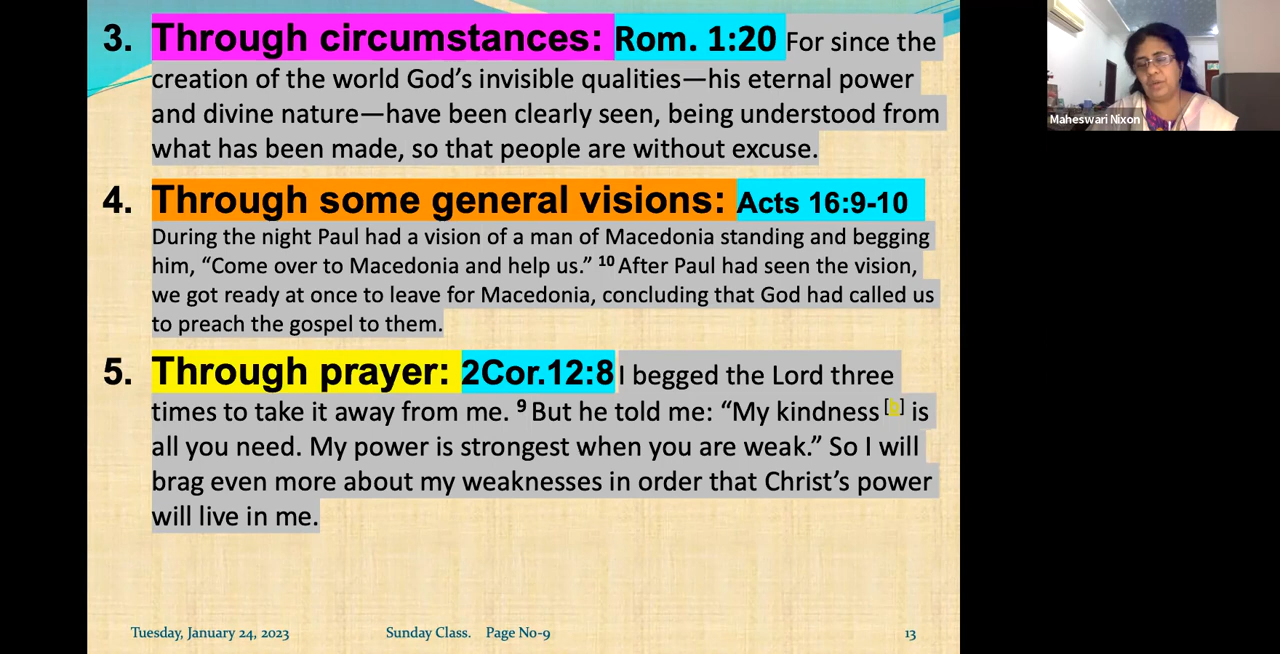 3. Through circumstances: Rom. 1:20 For since the
creation of the world God’s invisible qualities—his eternal power
and divine nature—have been clearly seen, being understood from
what has been made, so that people are without excuse.
4. Through some general visions: Acts 16:9-10
During the night Paul had a vision of a man of Macedonia standing and begging
him, “Come over to Macedonia and help us.” 10 After Paul had seen the vision,
we got ready at once to leave for Macedonia, concluding that God had called us
to preach the gospel to them.
5. Through prayer: 2Cor.12:8 I begged the Lord three
times to take it away from me. 9 But he told me: “My kindness[b] is
all you need. My power is strongest when you are weak.” So I will
brag even more about my weaknesses in order that Christ’s power
will live in me.
Tuesday, January 24, 2023 Sunday Class. Page No-9 13
Maheswari Nixon